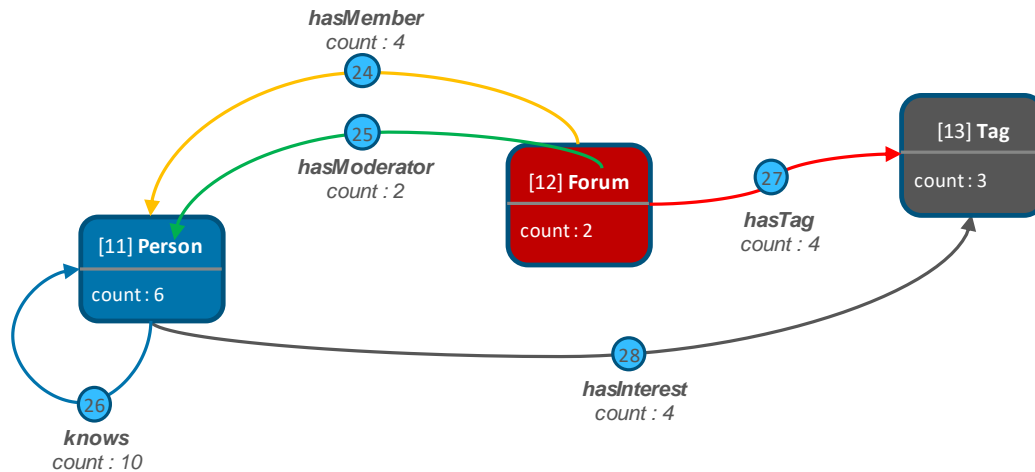 hasMember
count : 4
24
25
hasModerator
count : 2
[12] Forum
count : 2
[13] Tag
count : 3
27
hasTag
count : 4
[11] Person
count : 6
28
hasInterest
count : 4
26
knows
count : 10